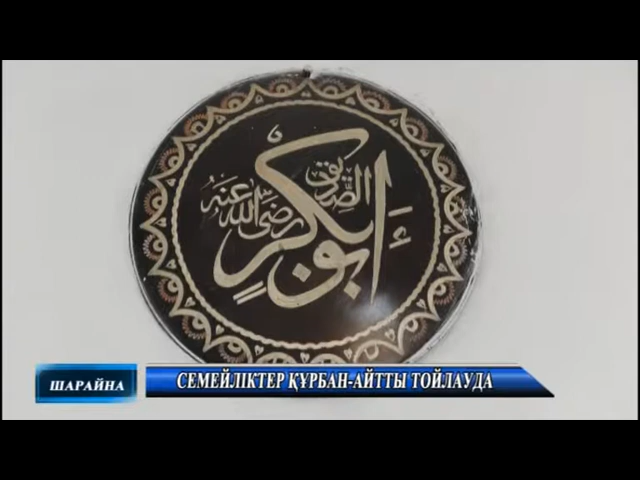 أبو بكر
الصديق
رضي الله عنه
ШАРАЙНА
СЕМЕЙЛІКТЕР ҚҰРБАН-АЙТТЫ ТОЙЛАУДА